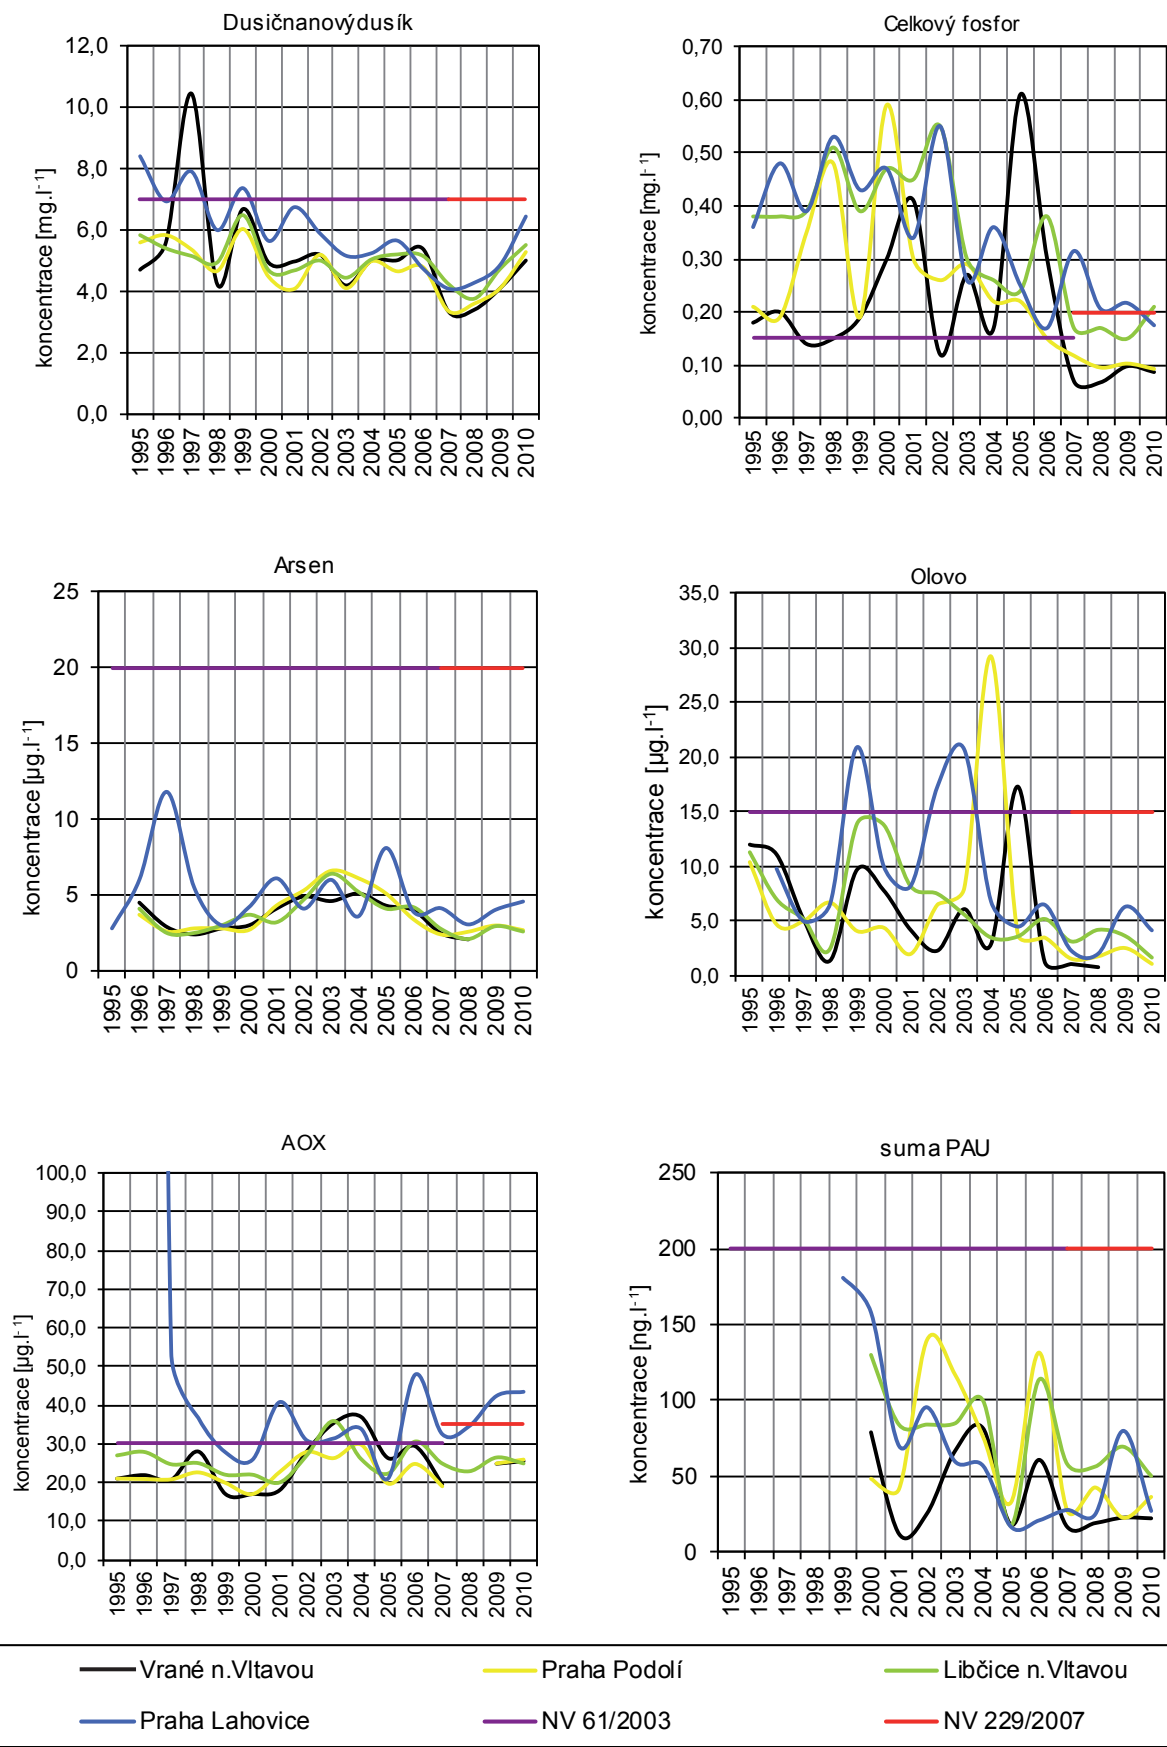 Dusičnanovýdusík
koncentrace [mg.l⁻¹]
12,0
10,0
8,0
6,0
4,0
2,0
0,0
1995 1996 1997 1998 1999 2000 2001 2002 2003 2004 2005 2006 2007 2008 2009 2010
Celkový fosfor
koncentrace [mg.l⁻¹]
0,70
0,60
0,50
0,40
0,30
0,20
0,10
0,00
1995 1996 1997 1998 1999 2000 2001 2002 2003 2004 2005 2006 2007 2008 2009 2010
Arsen
koncentrace [µg.l⁻¹]
25
20
15
10
5
0
1995 1996 1997 1998 1999 2000 2001 2002 2003 2004 2005 2006 2007 2008 2009 2010
Olovo
koncentrace [µg.l⁻¹]
35,0
30,0
25,0
20,0
15,0
10,0
5,0
0,0
1995 1996 1997 1998 1999 2000 2001 2002 2003 2004 2005 2006 2007 2008 2009 2010
AOX
koncentrace [µg.l⁻¹]
100,0
90,0
80,0
70,0
60,0
50,0
40,0
30,0
20,0
10,0
0,0
1995 1996 1997 1998 1999 2000 2001 2002 2003 2004 2005 2006 2007 2008 2009 2010
suma PAU
koncentrace [ng.l⁻¹]
250
200
150
100
50
0
1995 1996 1997 1998 1999 2000 2001 2002 2003 2004 2005 2006 2007 2008 2009 2010
Vrané n.Vltavou Praha Podolí Libčice n.Vltavou
Praha Lahovice NV 61/2003 NV 229/2007